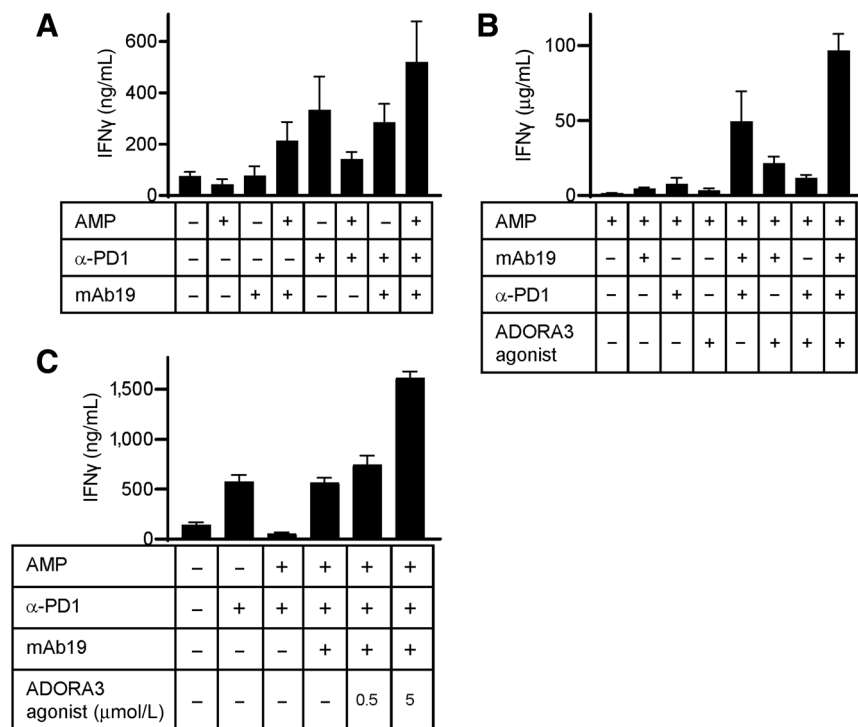 A
IFNγ (ng/mL)
600
400
200
0
AMP – + – + – + – +
α-PD1 – – – – + + + +
mAb19 – – + + – – + +
B
IFNγ (μg/mL)
100
50
0
AMP + + + + + + + +
mAb19 – + – – + + – +
α-PD1 – – + – + – + +
ADORA3
agonist – – – + – + + +
C
IFNγ (ng/mL)
1,500
1,000
500
0
AMP – – + + + +
α-PD1 – + + + + +
mAb19 – – – + + +
ADORA3
agonist (μmol/L) – – – – 0.5 5